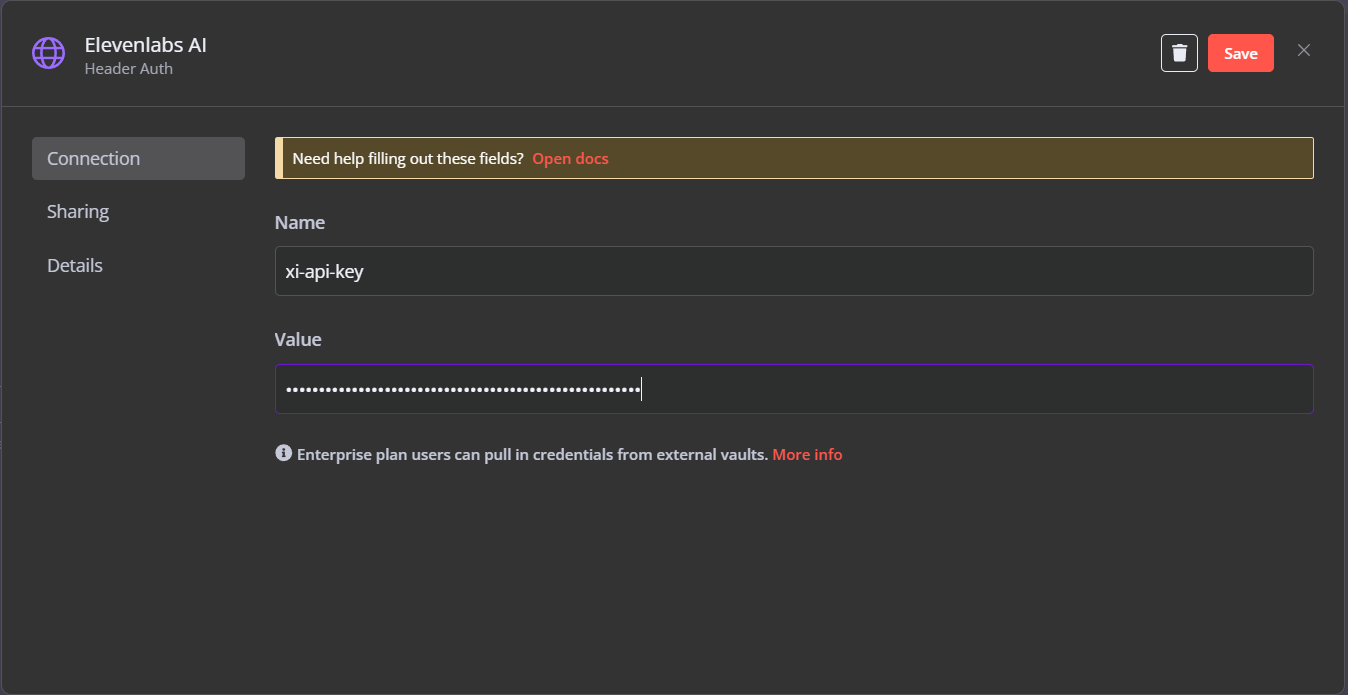 Elevenlabs AI
Header Auth
Save
Connection
Sharing
Details
Need help filling out these fields? Open docs
Name
xi-api-key
Value
••••••••••••••••••••••••••••••••••••••••••••••••••••••
Enterprise plan users can pull in credentials from external vaults. More info